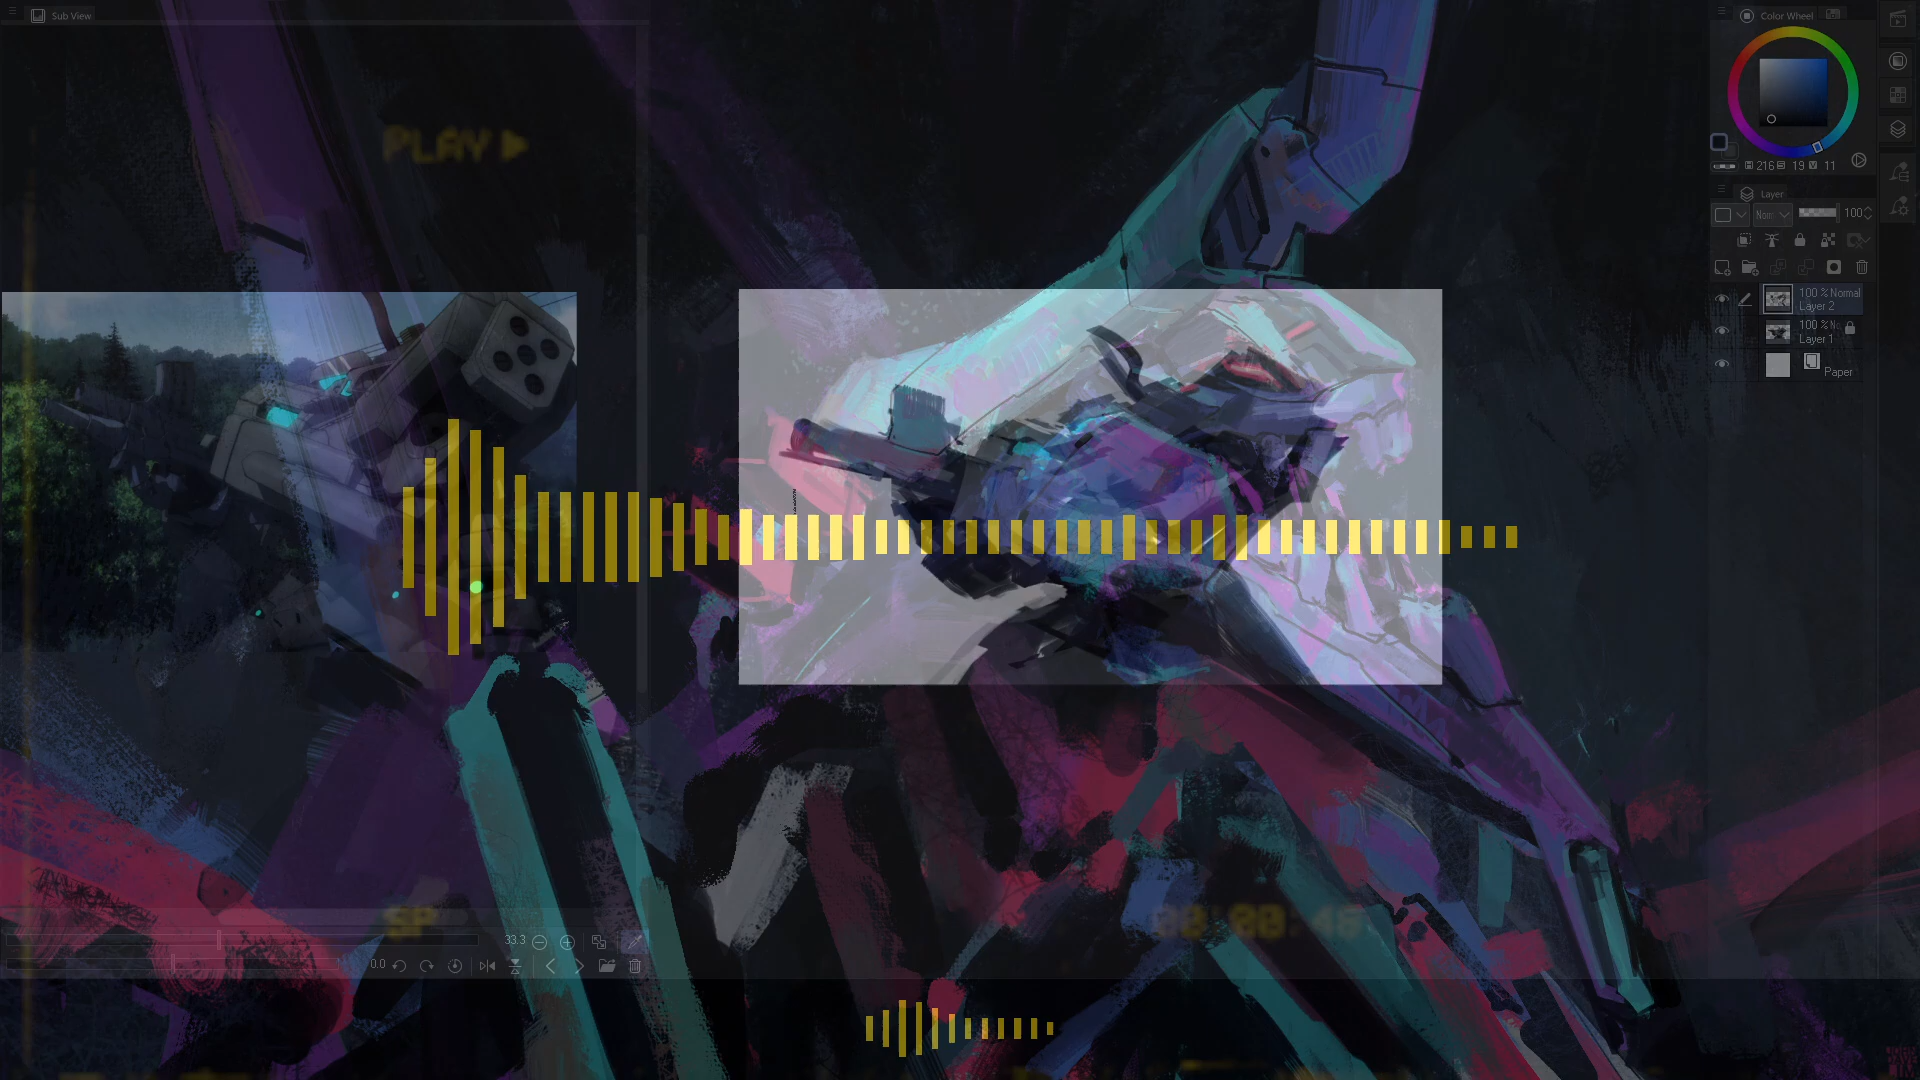 Sub View
Color Wheel
PLAY
216 19 11
Layer
100
100 % Normal
Layer 2
100 %
Layer 1
Paper
SP
33.3
0.0